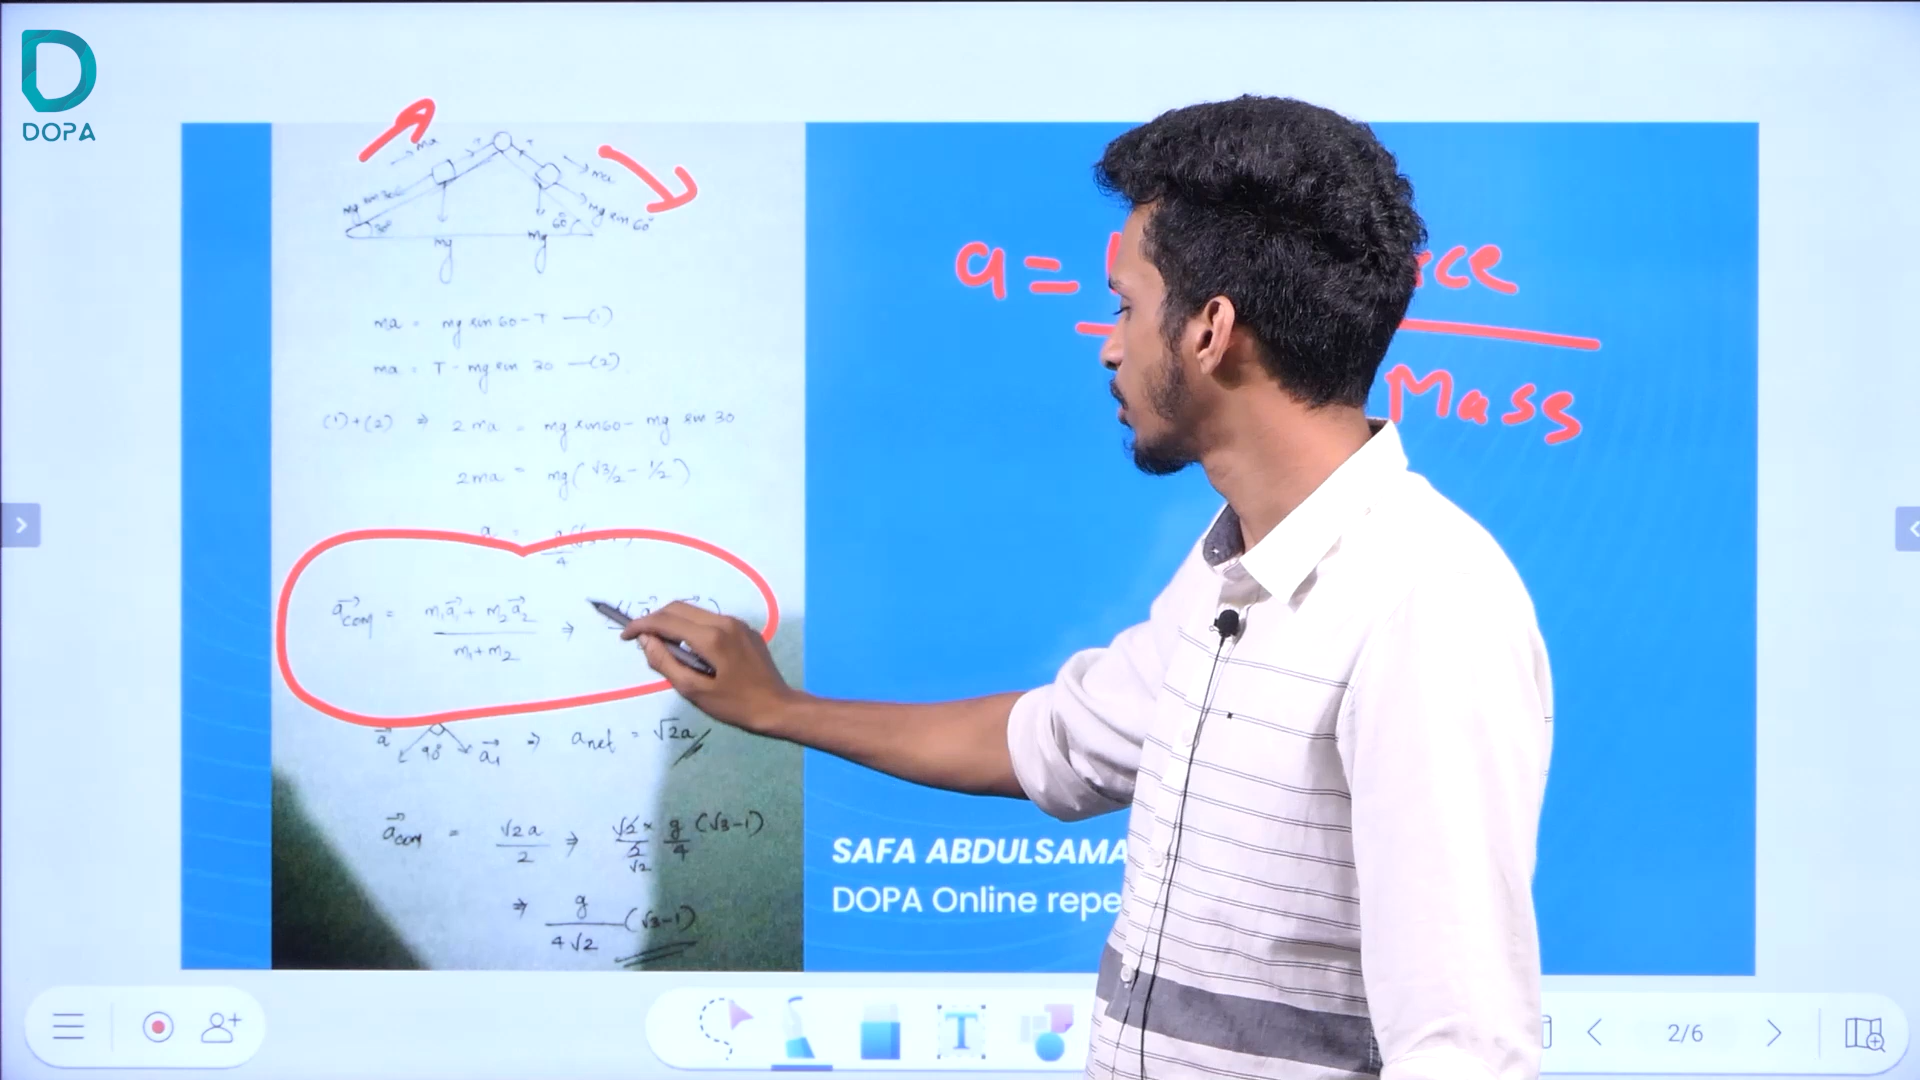 DOPA
ma
T
T
ma
mg sin 30
30°
mg
mg
60°
mg sin 60°
ma = mg sin 60 - T —(1)
ma = T - mg sin 30 —(2)
(1)+(2) ⇒ 2ma = mg sin60 - mg sin 30
2ma = mg(√3/2 - 1/2)
a⃗com = m₁a⃗₁ + m₂a⃗₂ ⇒
m₁+m₂
a⃗ 90° a⃗₁ ⇒ anet = √2a
a⃗com = √2a/2 ⇒ √2/2 × g/4 (√3-1)
√2
⇒ g/4√2 (√3-1)
a =
Mass
SAFA ABDULSAMA
DOPA Online repe
T
2/6